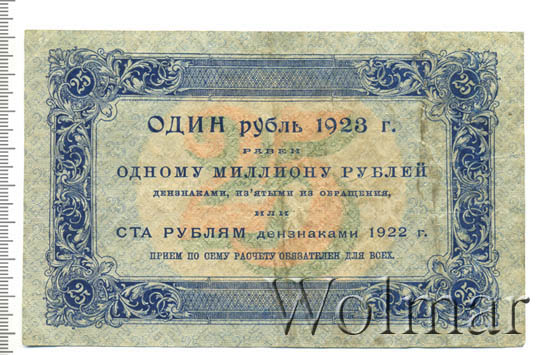 25 25
ОДИН рубль 1923 г.
РАВЕН
ОДНОМУ МИЛЛИОНУ РУБЛЕЙ
ДЕНЗНАКАМИ, ИЗ'ЯТЫМИ ИЗ ОБРАЩЕНИЯ,
ИЛИ
СТА РУБЛЯМ дензнаками 1922 г.
ПРИЕМ ПО СЕМУ РАСЧЕТУ ОБЯЗАТЕЛЕН ДЛЯ ВСЕХ.
25
25 25
Wolmar